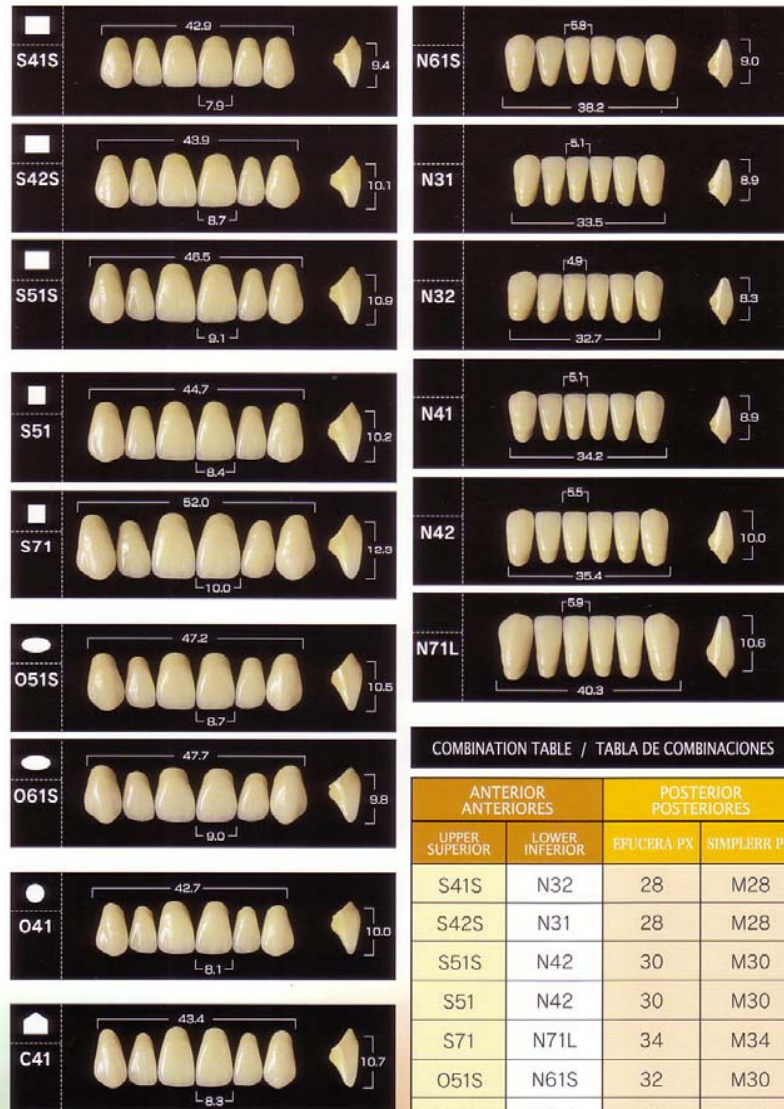 42.9
S41S
9.4
7.9
43.9
S42S
10.1
8.7
46.5
S51S
10.9
9.1
44.7
S51
10.2
8.4
52.0
S71
12.3
10.0
47.2
O51S
10.5
8.7
47.7
O61S
9.8
9.0
42.7
O41
10.0
8.1
43.4
C41
10.7
8.3
5.8
N61S
9.0
38.2
5.1
N31
8.9
33.5
4.9
N32
8.3
32.7
5.1
N41
8.9
34.2
5.5
N42
10.0
35.4
5.9
N71L
10.6
40.3
COMBINATION TABLE / TABLA DE COMBINACIONES
ANTERIOR POSTERIOR
ANTERIORES POSTERIORES
UPPER LOWER EFUCERA PX SIMPLERR P
SUPERIOR INFERIOR
S41S N32 28 M28
S42S N31 28 M28
S51S N42 30 M30
S51 N42 30 M30
S71 N71L 34 M34
O51S N61S 32 M30